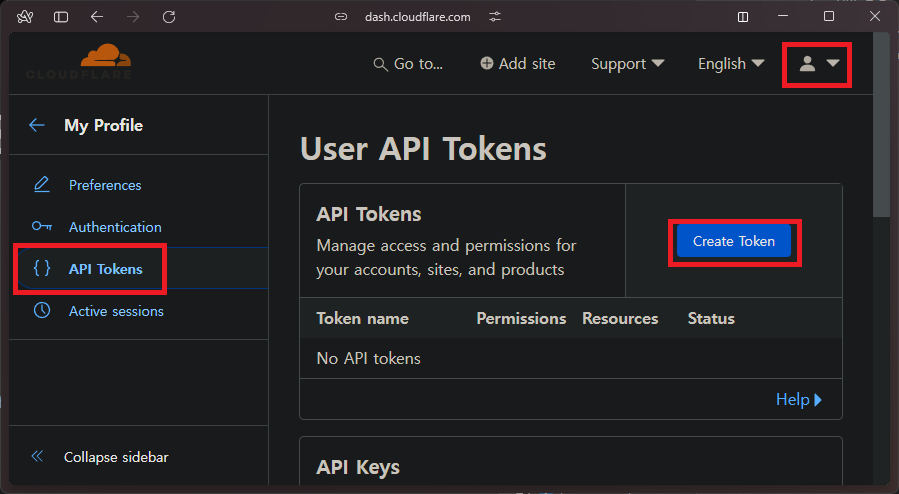 dash.cloudflare.com
CLOUDFLARE
Go to...
Add site
Support
English
My Profile
Preferences
Authentication
API Tokens
Active sessions
Collapse sidebar
User API Tokens
API Tokens
Manage access and permissions for
your accounts, sites, and products
Create Token
Token name Permissions Resources Status
No API tokens
Help
API Keys